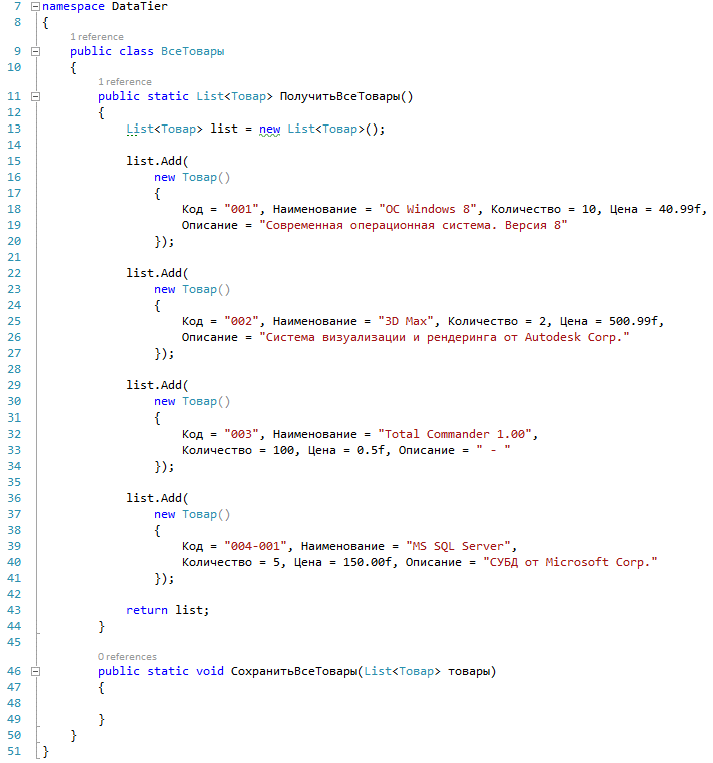 7 namespace DataTier
8 {
1 reference
9 public class ВсеТовары
10 {
1 reference
11 public static List<Товар> ПолучитьВсеТовары()
12 {
13 List<Товар> list = new List<Товар>();
14
15 list.Add(
16 new Товар()
17 {
18 Код = "001", Наименование = "ОС Windows 8", Количество = 10, Цена = 40.99f,
19 Описание = "Современная операционная система. Версия 8"
20 });
21
22 list.Add(
23 new Товар()
24 {
25 Код = "002", Наименование = "3D Max", Количество = 2, Цена = 500.99f,
26 Описание = "Система визуализации и рендеринга от Autodesk Corp."
27 });
28
29 list.Add(
30 new Товар()
31 {
32 Код = "003", Наименование = "Total Commander 1.00",
33 Количество = 100, Цена = 0.5f, Описание = " - "
34 });
35
36 list.Add(
37 new Товар()
38 {
39 Код = "004-001", Наименование = "MS SQL Server",
40 Количество = 5, Цена = 150.00f, Описание = "СУБД от Microsoft Corp."
41 });
42
43 return list;
44 }
45
0 references
46 public static void СохранитьВсеТовары(List<Товар> товары)
47 {
48
49 }
50 }
51 }